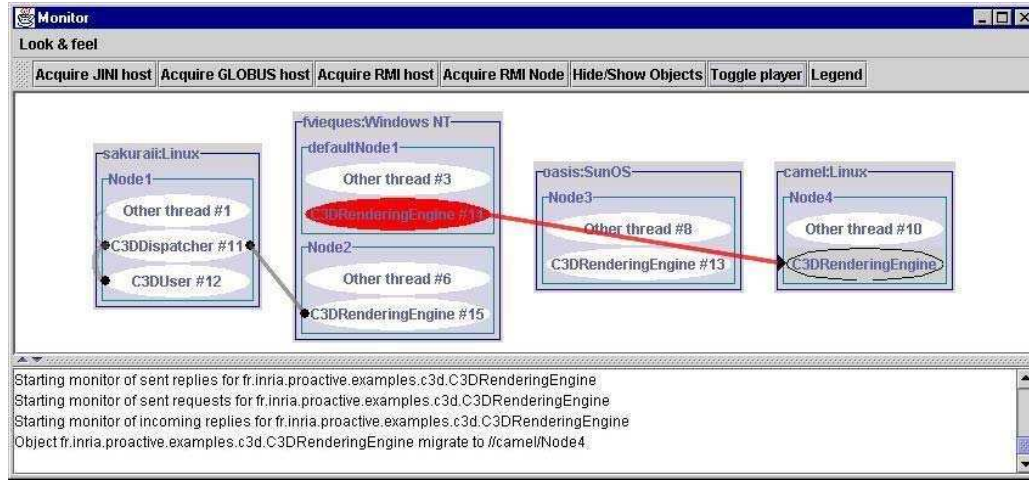 Monitor
Look & feel
Acquire JINI host Acquire GLOBUS host Acquire RMI host Acquire RMI Node Hide/Show Objects Toggle player Legend
sakuraii:Linux
Node1
Other thread #1
C3DDispatcher #11
C3DUser #12
fvieques:Windows NT
defaultNode1
Other thread #3
C3DRenderingEngine #14
Node2
Other thread #6
C3DRenderingEngine #15
oasis:SunOS
Node3
Other thread #8
C3DRenderingEngine #13
camel:Linux
Node4
Other thread #10
C3DRenderingEngine
Starting monitor of sent replies for fr.inria.proactive.examples.c3d.C3DRenderingEngine
Starting monitor of sent requests for fr.inria.proactive.examples.c3d.C3DRenderingEngine
Starting monitor of incoming replies for fr.inria.proactive.examples.c3d.C3DRenderingEngine
Object fr.inria.proactive.examples.c3d.C3DRenderingEngine migrate to //camel/Node4